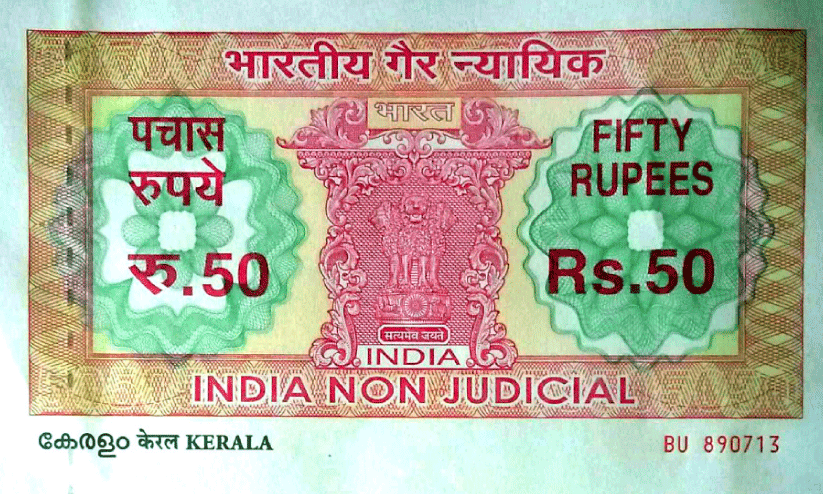 भारतीय गैर न्यायिक
भारत
पचास
रुपये
रु.50
FIFTY
RUPEES
Rs.50
सत्यमेव जयते
INDIA
INDIA NON JUDICIAL
കേരളം केरल KERALA
BU 890713